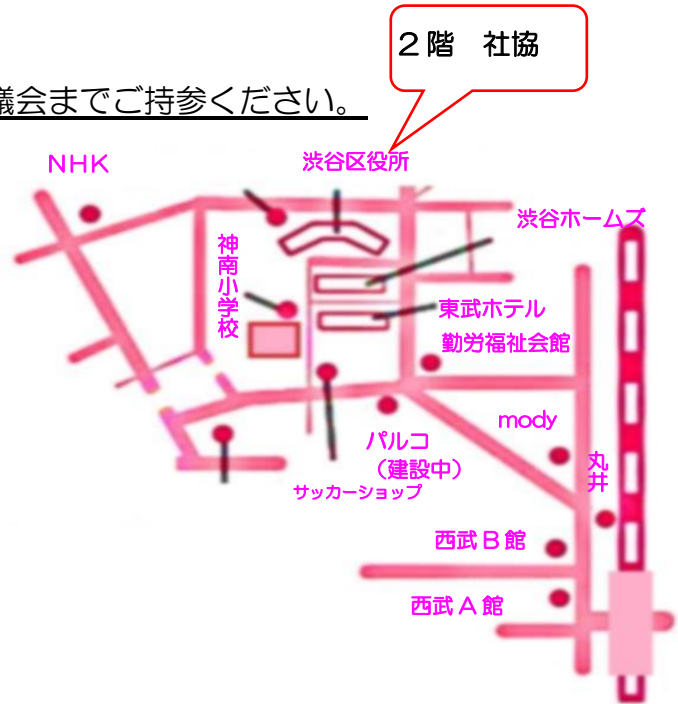 ２階　社協
議会までご持参ください。
NHK
渋谷区役所
渋谷ホームズ
神南小学校
東武ホテル
勤労福祉会館
mody
パルコ
（建設中）
丸井
サッカーショップ
西武Ｂ館
西武Ａ館